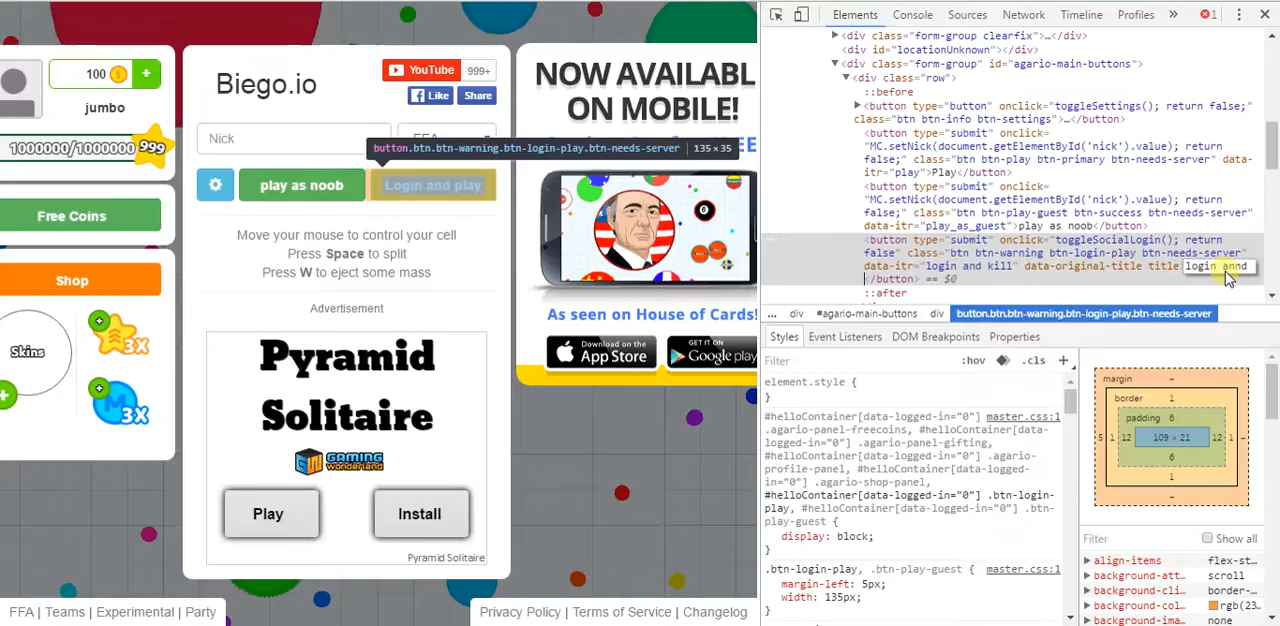 100
+
jumbo
1000000/1000000
999
Free Coins
Shop
Skins
3X
3X
Biego.io
YouTube 999+
Like Share
Nick
FFA
button.btn.btn-warning.btn-login-play.btn-needs-server | 135 × 35
play as noob
Login and play
Move your mouse to control your cell
Press Space to split
Press W to eject some mass
Advertisement
Pyramid
Solitaire
GAMING
wonderland
Play
Install
Pyramid Solitaire
NOW AVAILABL
ON MOBILE!
8
As seen on House of Cards!
Download on the
App Store
GET IT ON
Google play
FFA | Teams | Experimental | Party
Privacy Policy | Terms of Service | Changelog
Elements Console Sources Network Timeline Profiles » 1
<div class="form-group clearfix">…</div>
<div id="locationUnknown"></div>
<div class="form-group" id="agario-main-buttons">
<div class="row">
::before
<button type="button" onclick="toggleSettings(); return false;"
class="btn btn-info btn-settings">…</button>
<button type="submit" onclick=
"MC.setNick(document.getElementById('nick').value); return
false;" class="btn btn-play btn-primary btn-needs-server" data-
itr="play">Play</button>
<button type="submit" onclick=
"MC.setNick(document.getElementById('nick').value); return
false;" class="btn btn-play-guest btn-success btn-needs-server"
data-itr="play_as_guest">play as noob</button>
<button type="submit" onclick="toggleSocialLogin(); return
false" class="btn btn-warning btn-login-play btn-needs-server"
data-itr="login and kill" data-original-title title login annd
</button> == $0
::after
... div #agario-main-buttons div button.btn.btn-warning.btn-login-play.btn-needs-server
Styles Event Listeners DOM Breakpoints Properties
Filter :hov .cls +
element.style {
}
#helloContainer[data-logged-in="0"] master.css:1
.agario-panel-freecoins, #helloContainer[data-
logged-in="0"] .agario-panel-gifting,
#helloContainer[data-logged-in="0"] .agario-
profile-panel, #helloContainer[data-logged-
in="0"] .agario-shop-panel,
#helloContainer[data-logged-in="0"] .btn-login-
play, #helloContainer[data-logged-in="0"] .btn-
play-guest {
display: block;
}
.btn-login-play, .btn-play-guest { master.css:1
margin-left: 5px;
width: 135px;
}
margin –
border 1
padding 6
5 1 12 109 × 21 12 1 –
6
1
–
Filter Show all
align-items flex-st…
background-att… scroll
background-cli… border-…
background-col… rgb(23…
background-ima… none